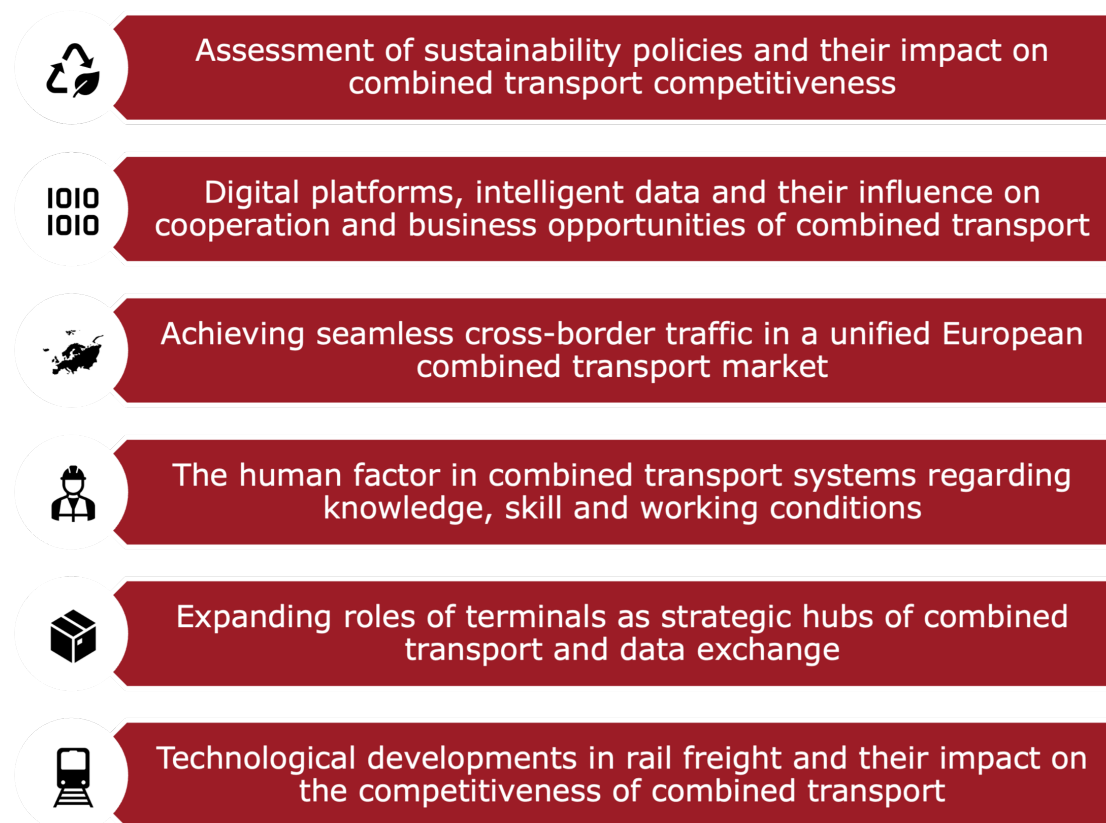 Assessment of sustainability policies and their impact on
combined transport competitiveness
1010
1010
Digital platforms, intelligent data and their influence on
cooperation and business opportunities of combined transport
Achieving seamless cross-border traffic in a unified European
combined transport market
The human factor in combined transport systems regarding
knowledge, skill and working conditions
Expanding roles of terminals as strategic hubs of combined
transport and data exchange
Technological developments in rail freight and their impact on
the competitiveness of combined transport